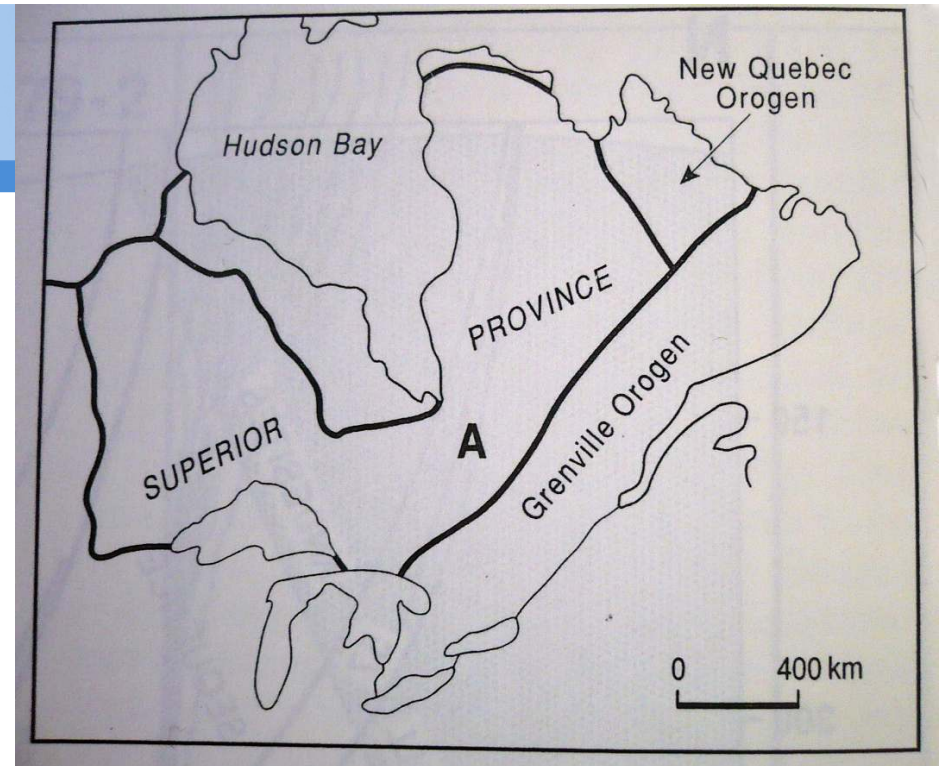 New Quebec
Orogen
Hudson Bay
PROVINCE
SUPERIOR
A
Grenville Orogen
0 400 km